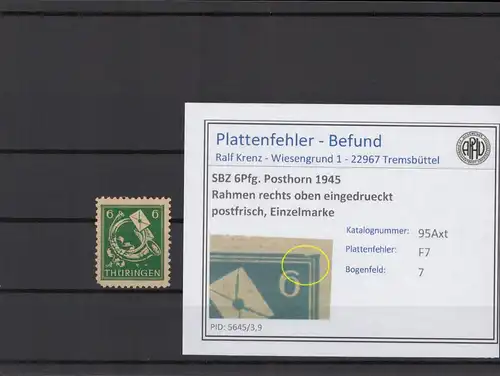 6 6
THÜRINGEN
Plattenfehler - Befund
Ralf Krenz - Wiesengrund 1 - 22967 Tremsbüttel
SBZ 6Pfg. Posthorn 1945
Rahmen rechts oben eingedrueckt
postfrisch, Einzelmarke
Katalognummer: 95Axt
Plattenfehler: F7
Bogenfeld: 7
6
PID: 5645/3,9